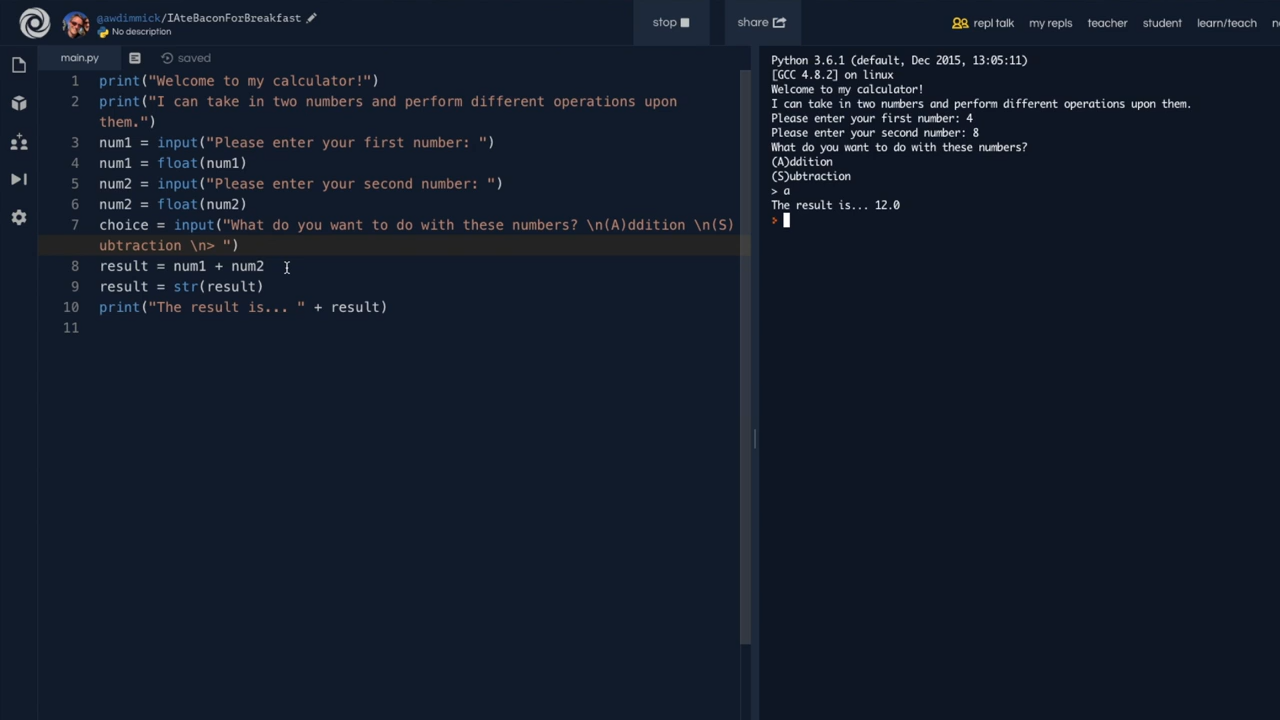 @awdimmick/IAteBaconForBreakfast
No description
stop
share
repl talk
my repls
teacher
student
learn/teach
main.py
saved
1 print("Welcome to my calculator!")
2 print("I can take in two numbers and perform different operations upon
them.")
3 num1 = input("Please enter your first number: ")
4 num1 = float(num1)
5 num2 = input("Please enter your second number: ")
6 num2 = float(num2)
7 choice = input("What do you want to do with these numbers? \n(A)ddition \n(S)
ubtraction \n> ")
8 result = num1 + num2
9 result = str(result)
10 print("The result is... " + result)
11
Python 3.6.1 (default, Dec 2015, 13:05:11)
[GCC 4.8.2] on linux
Welcome to my calculator!
I can take in two numbers and perform different operations upon them.
Please enter your first number: 4
Please enter your second number: 8
What do you want to do with these numbers?
(A)ddition
(S)ubtraction
> a
The result is... 12.0
>